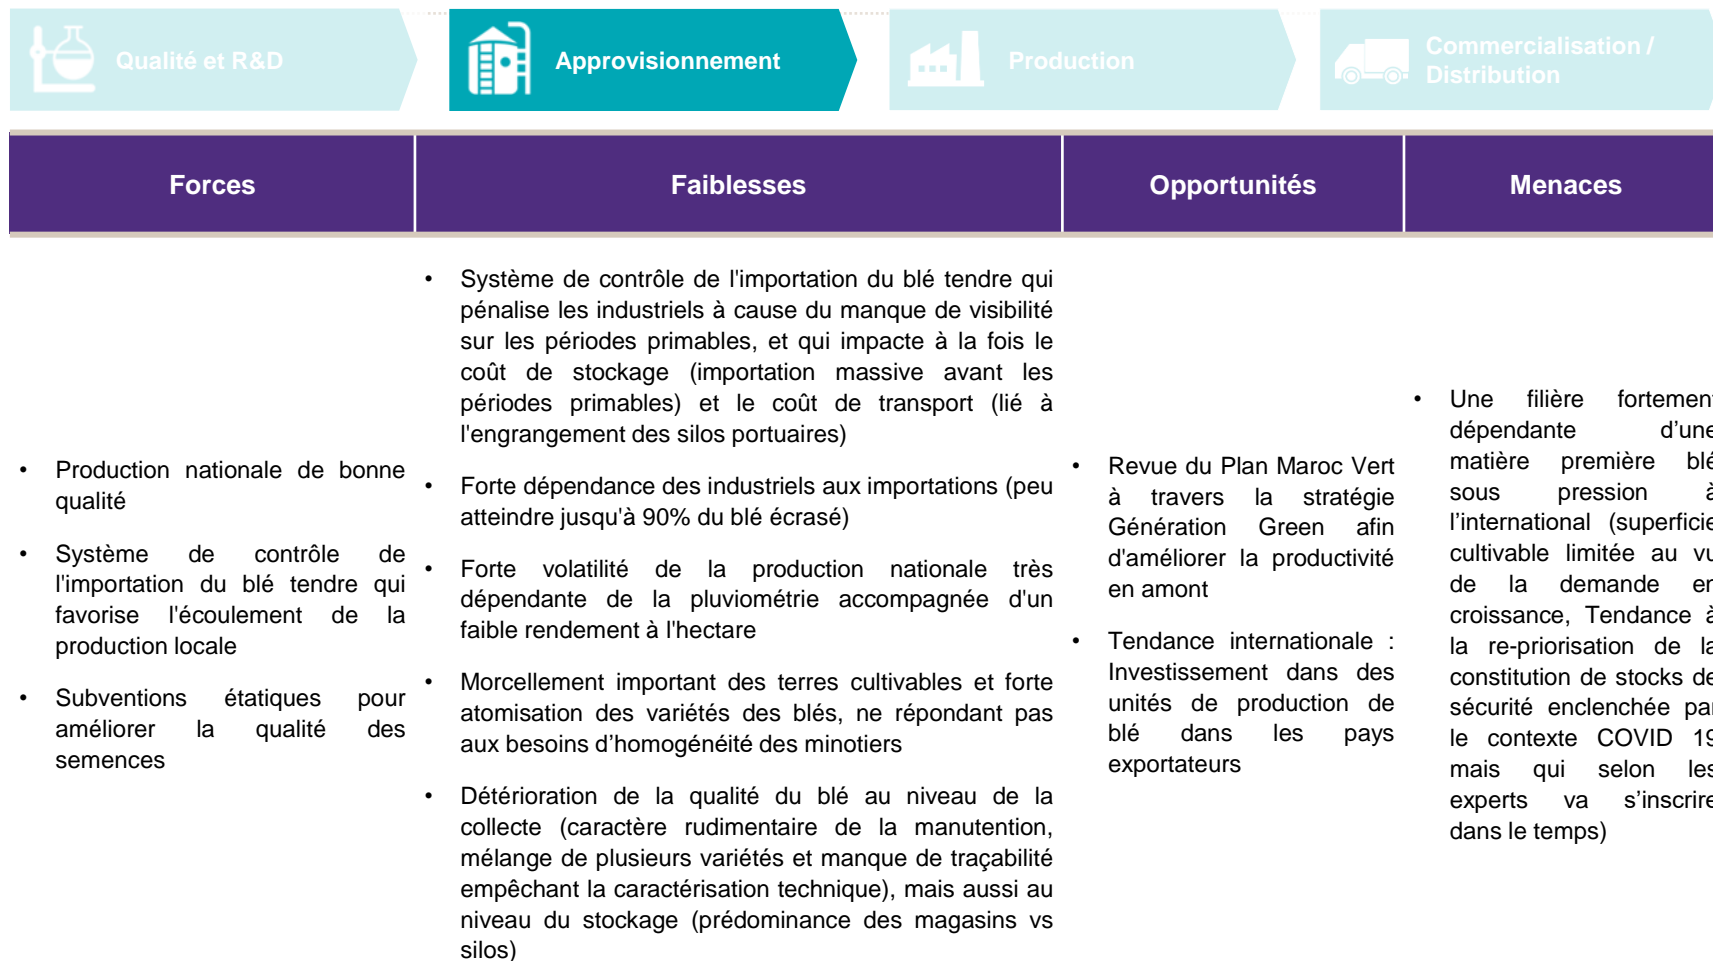 Qualité et R&D
Approvisionnement
Production
Commercialisation /
Distribution
Forces
Faiblesses
Opportunités
Menaces
• Production nationale de bonne
qualité
• Système de contrôle de
l'importation du blé tendre qui
favorise l'écoulement de la
production locale
• Subventions étatiques pour
améliorer la qualité des
semences
• Système de contrôle de l'importation du blé tendre qui
pénalise les industriels à cause du manque de visibilité
sur les périodes primables, et qui impacte à la fois le
coût de stockage (importation massive avant les
périodes primables) et le coût de transport (lié à
l'engrangement des silos portuaires)
• Forte dépendance des industriels aux importations (peu
atteindre jusqu'à 90% du blé écrasé)
• Forte volatilité de la production nationale très
dépendante de la pluviométrie accompagnée d'un
faible rendement à l'hectare
• Morcellement important des terres cultivables et forte
atomisation des variétés des blés, ne répondant pas
aux besoins d’homogénéité des minotiers
• Détérioration de la qualité du blé au niveau de la
collecte (caractère rudimentaire de la manutention,
mélange de plusieurs variétés et manque de traçabilité
empêchant la caractérisation technique), mais aussi au
niveau du stockage (prédominance des magasins vs
silos)
• Revue du Plan Maroc Vert
à travers la stratégie
Génération Green afin
d'améliorer la productivité
en amont
• Tendance internationale :
Investissement dans des
unités de production de
blé dans les pays
exportateurs
• Une filière fortement
dépendante d’une
matière première blé
sous pression à
l’international (superficie
cultivable limitée au vu
de la demande en
croissance, Tendance à
la re-priorisation de la
constitution de stocks de
sécurité enclenchée par
le contexte COVID 19
mais qui selon les
experts va s’inscrire
dans le temps)